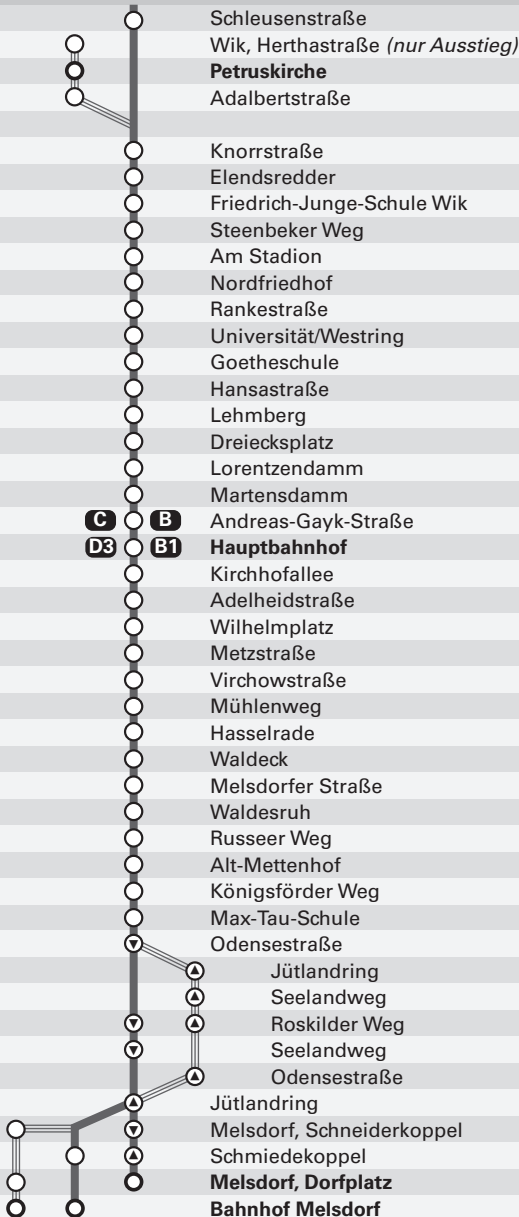 Schleusenstraße
Wik, Herthastraße (nur Ausstieg)
Petruskirche
Adalbertstraße
Knorrstraße
Elendsredder
Friedrich-Junge-Schule Wik
Steenbeker Weg
Am Stadion
Nordfriedhof
Rankestraße
Universität/Westring
Goetheschule
Hansastraße
Lehmberg
Dreiecksplatz
Lorentzendamm
Martensdamm
C B Andreas-Gayk-Straße
D3 B1 Hauptbahnhof
Kirchhofallee
Adelheidstraße
Wilhelmplatz
Metzstraße
Virchowstraße
Mühlenweg
Hasselrade
Waldeck
Melsdorfer Straße
Waldesruh
Russeer Weg
Alt-Mettenhof
Königsförder Weg
Max-Tau-Schule
Odensestraße
Jütlandring
Seelandweg
Roskilder Weg
Seelandweg
Odensestraße
Jütlandring
Melsdorf, Schneiderkoppel
Schmiedekoppel
Melsdorf, Dorfplatz
Bahnhof Melsdorf